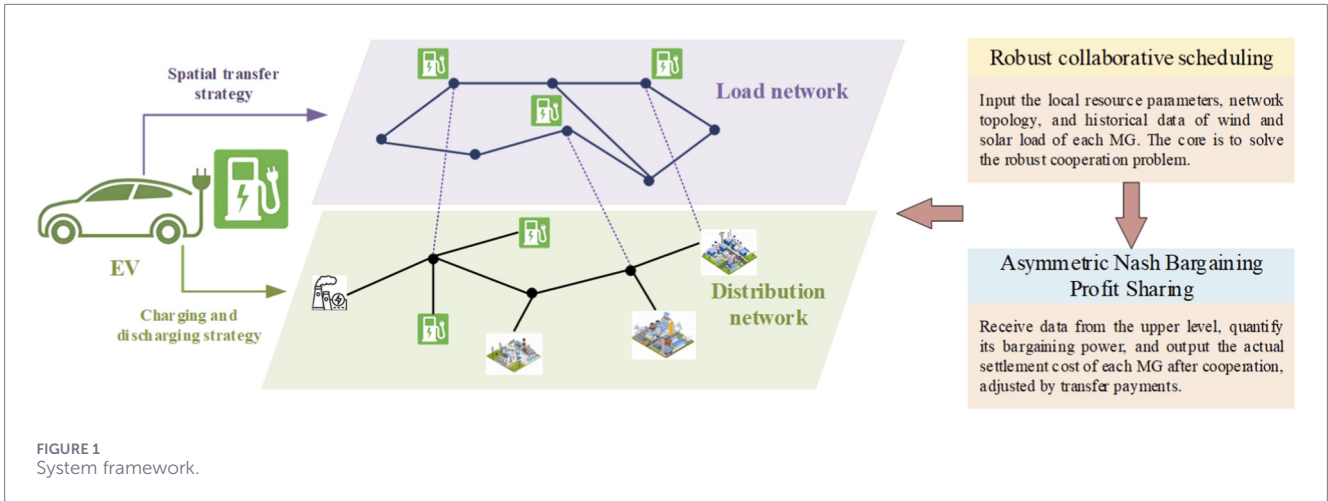 Spatial transfer
strategy
EV
Charging and
discharging strategy
Load network
Distribution
network
Robust collaborative scheduling
Input the local resource parameters, network
topology, and historical data of wind and
solar load of each MG. The core is to solve
the robust cooperation problem.
Asymmetric Nash Bargaining
Profit Sharing
Receive data from the upper level, quantify
its bargaining power, and output the actual
settlement cost of each MG after cooperation,
adjusted by transfer payments.
FIGURE 1
System framework.